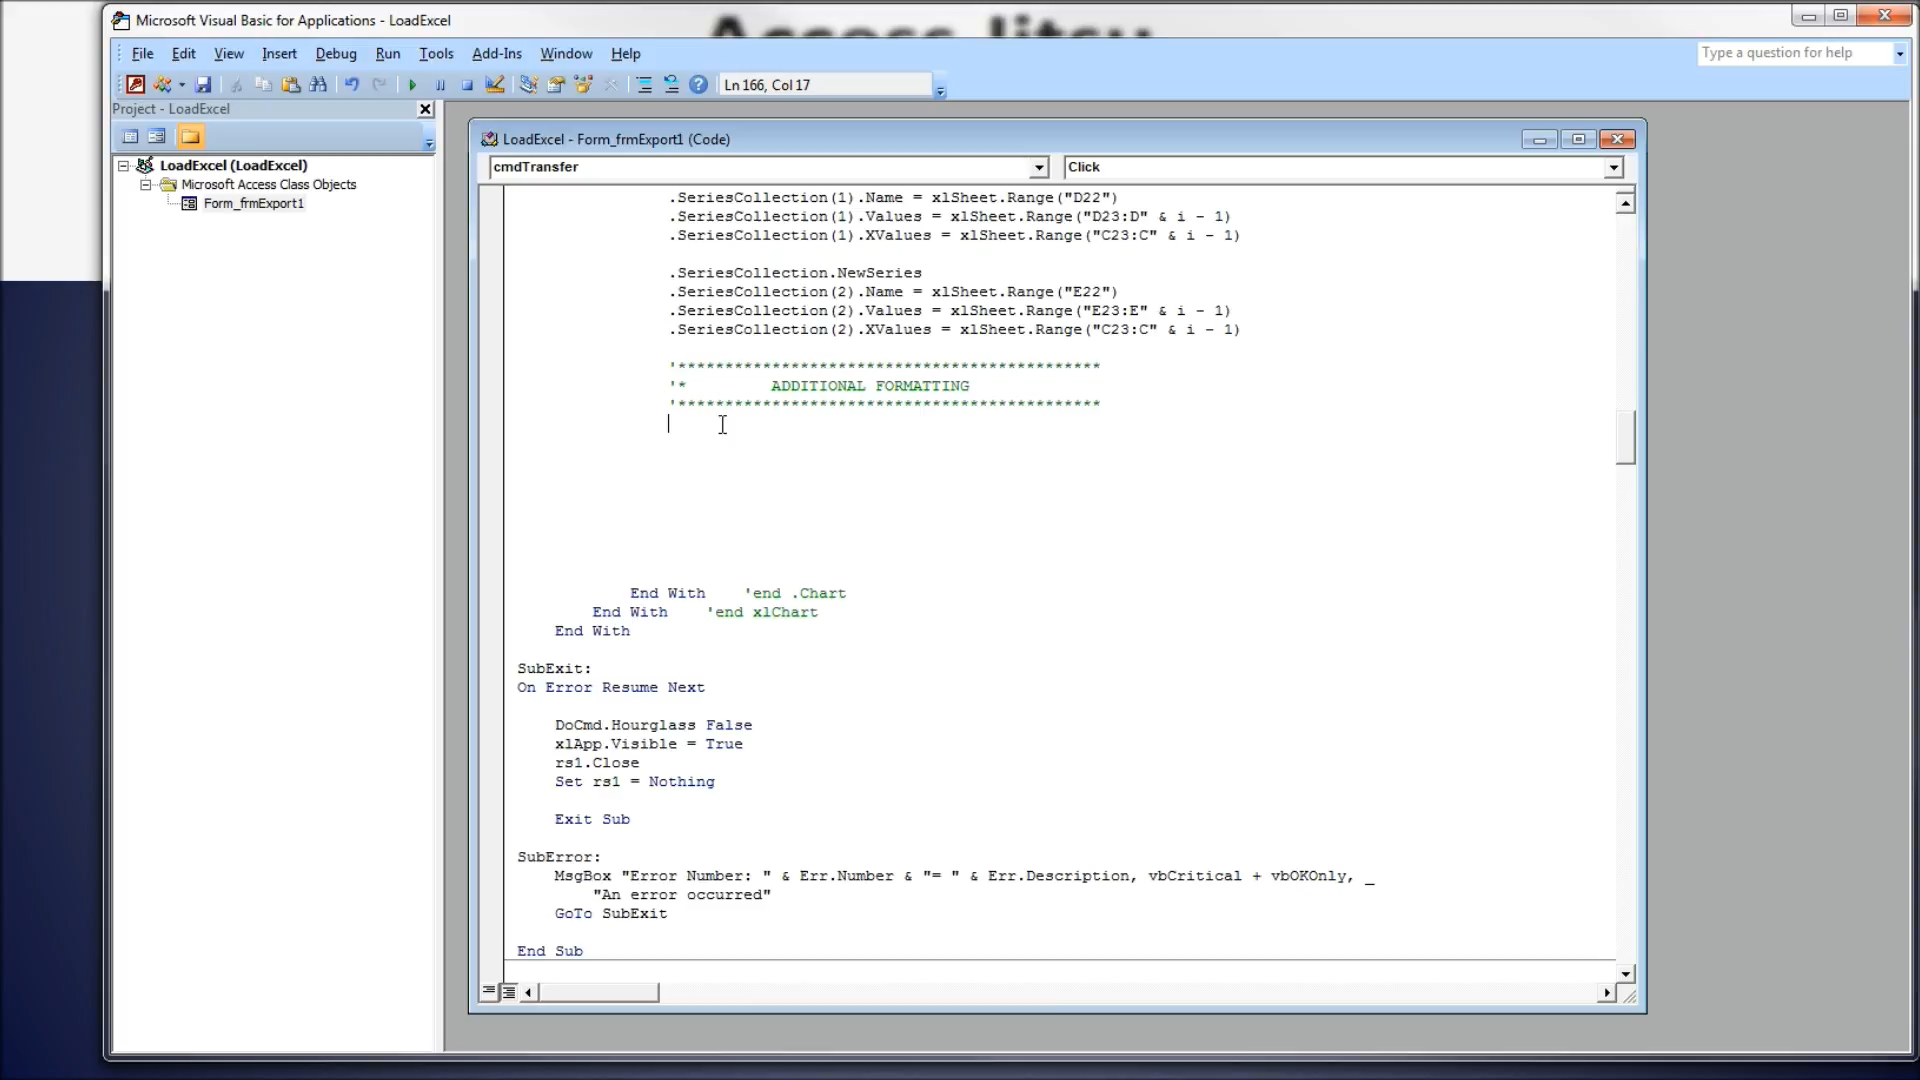 Access Jitsu
Microsoft Visual Basic for Applications - LoadExcel
File Edit View Insert Debug Run Tools Add-Ins Window Help
Type a question for help
Ln 166, Col 17
Project - LoadExcel
LoadExcel (LoadExcel)
Microsoft Access Class Objects
Form_frmExport1
LoadExcel - Form_frmExport1 (Code)
cmdTransfer
Click
.SeriesCollection(1).Name = xlSheet.Range("D22")
.SeriesCollection(1).Values = xlSheet.Range("D23:D" & i - 1)
.SeriesCollection(1).XValues = xlSheet.Range("C23:C" & i - 1)
.SeriesCollection.NewSeries
.SeriesCollection(2).Name = xlSheet.Range("E22")
.SeriesCollection(2).Values = xlSheet.Range("E23:E" & i - 1)
.SeriesCollection(2).XValues = xlSheet.Range("C23:C" & i - 1)
'*********************************************
'* ADDITIONAL FORMATTING
'*********************************************
End With 'end .Chart
End With 'end xlChart
End With
SubExit:
On Error Resume Next
DoCmd.Hourglass False
xlApp.Visible = True
rs1.Close
Set rs1 = Nothing
Exit Sub
SubError:
MsgBox "Error Number: " & Err.Number & "= " & Err.Description, vbCritical + vbOKOnly, _
"An error occurred"
GoTo SubExit
End Sub